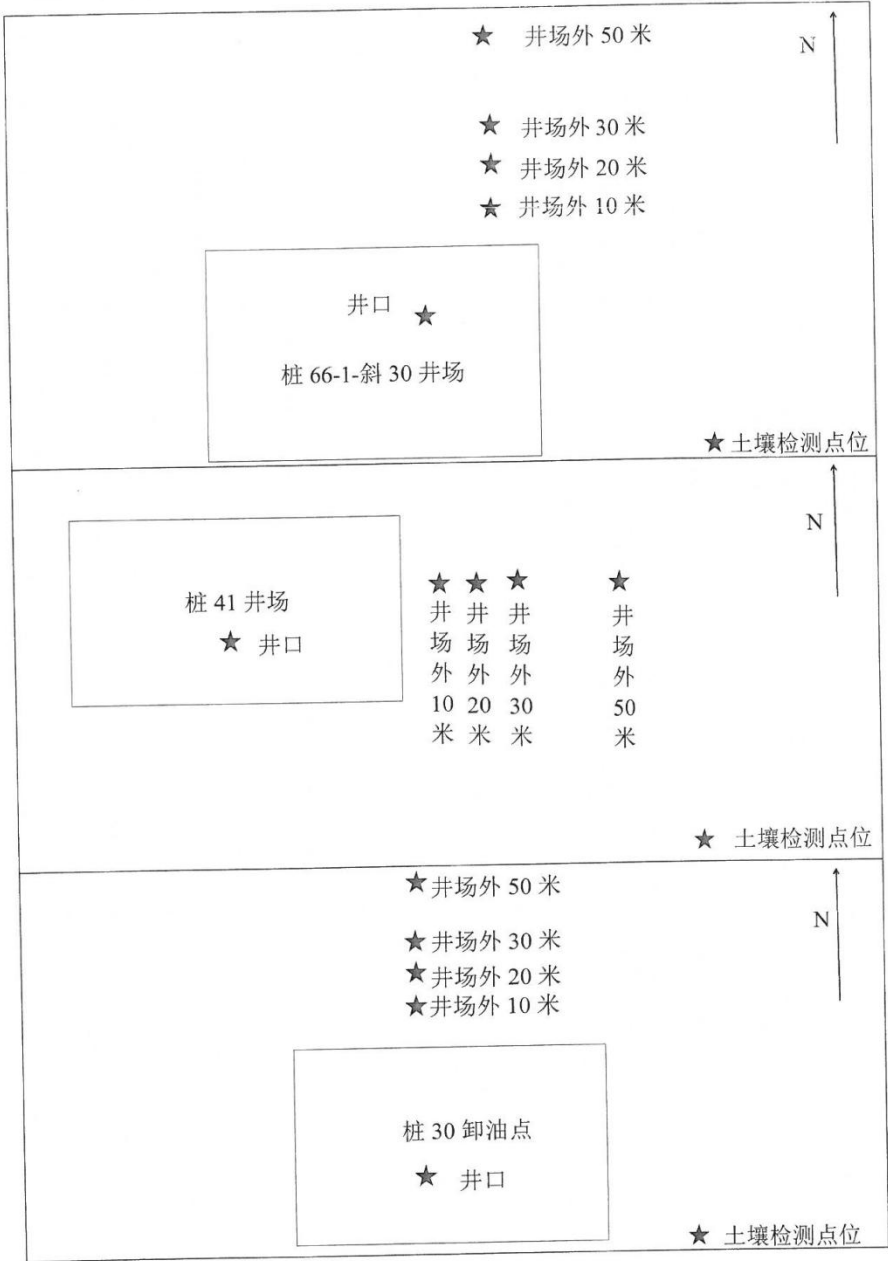 井场外 50 米
N
井场外 30 米
井场外 20 米
井场外 10 米
井口
桩 66-1-斜 30 井场
土壤检测点位
N
桩 41 井场
井口
井场外10米
井场外20米
井场外30米
井场外50米
土壤检测点位
井场外 50 米
N
井场外 30 米
井场外 20 米
井场外 10 米
桩 30 卸油点
井口
土壤检测点位